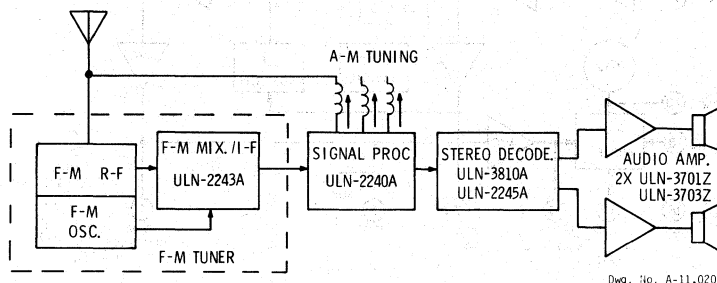 A-M TUNING
F-M R-F
F-M
OSC.
F-M MIX./I-F
ULN-2243A
F-M TUNER
SIGNAL PROC
ULN-2240A
STEREO DECODE.
ULN-3810A
ULN-2245A
AUDIO AMP.
2X ULN-3701Z
ULN-3703Z
Dwg. No. A-11,020